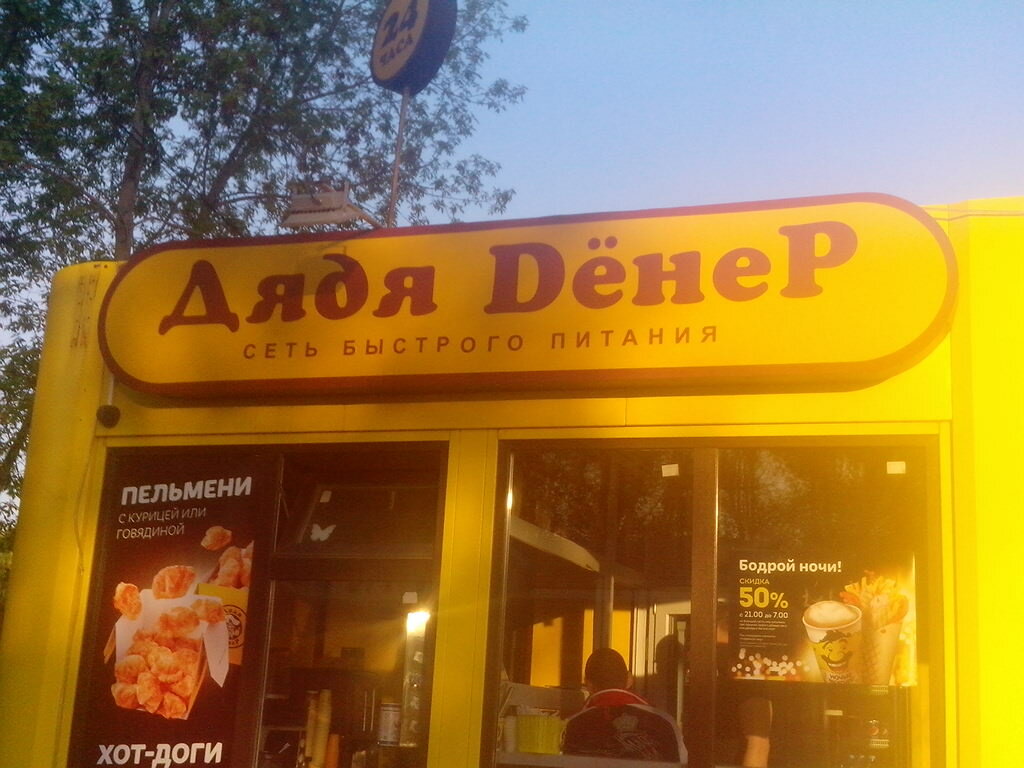 24
ЧАСА
Дядя DёнеР
СЕТЬ БЫСТРОГО ПИТАНИЯ
ПЕЛЬМЕНИ
С КУРИЦЕЙ ИЛИ
ГОВЯДИНОЙ
ХОТ-ДОГИ
Бодрой ночи!
СКИДКА
50%
с 21.00 до 7.00